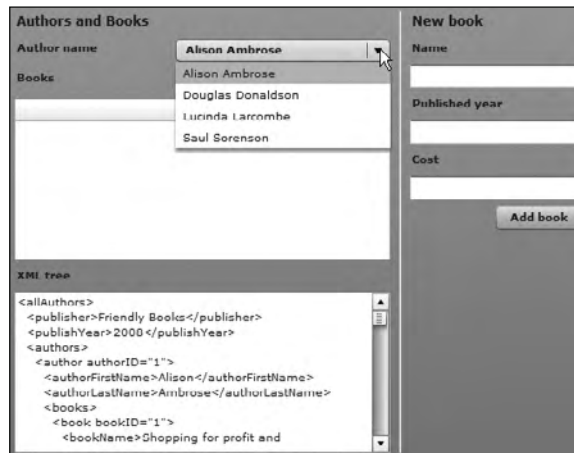 Authors and Books
Author name
Alison Ambrose
Alison Ambrose
Douglas Donaldson
Lucinda Larcombe
Saul Sorenson
Books
XML tree
<allAuthors>
<publisher>Friendly Books</publisher>
<publishYear>2008</publishYear>
<authors>
<author authorID="1">
<authorFirstName>Alison</authorFirstName>
<authorLastName>Ambrose</authorLastName>
<books>
<book bookID="1">
<bookName>Shopping for profit and
New book
Name
Published year
Cost
Add book